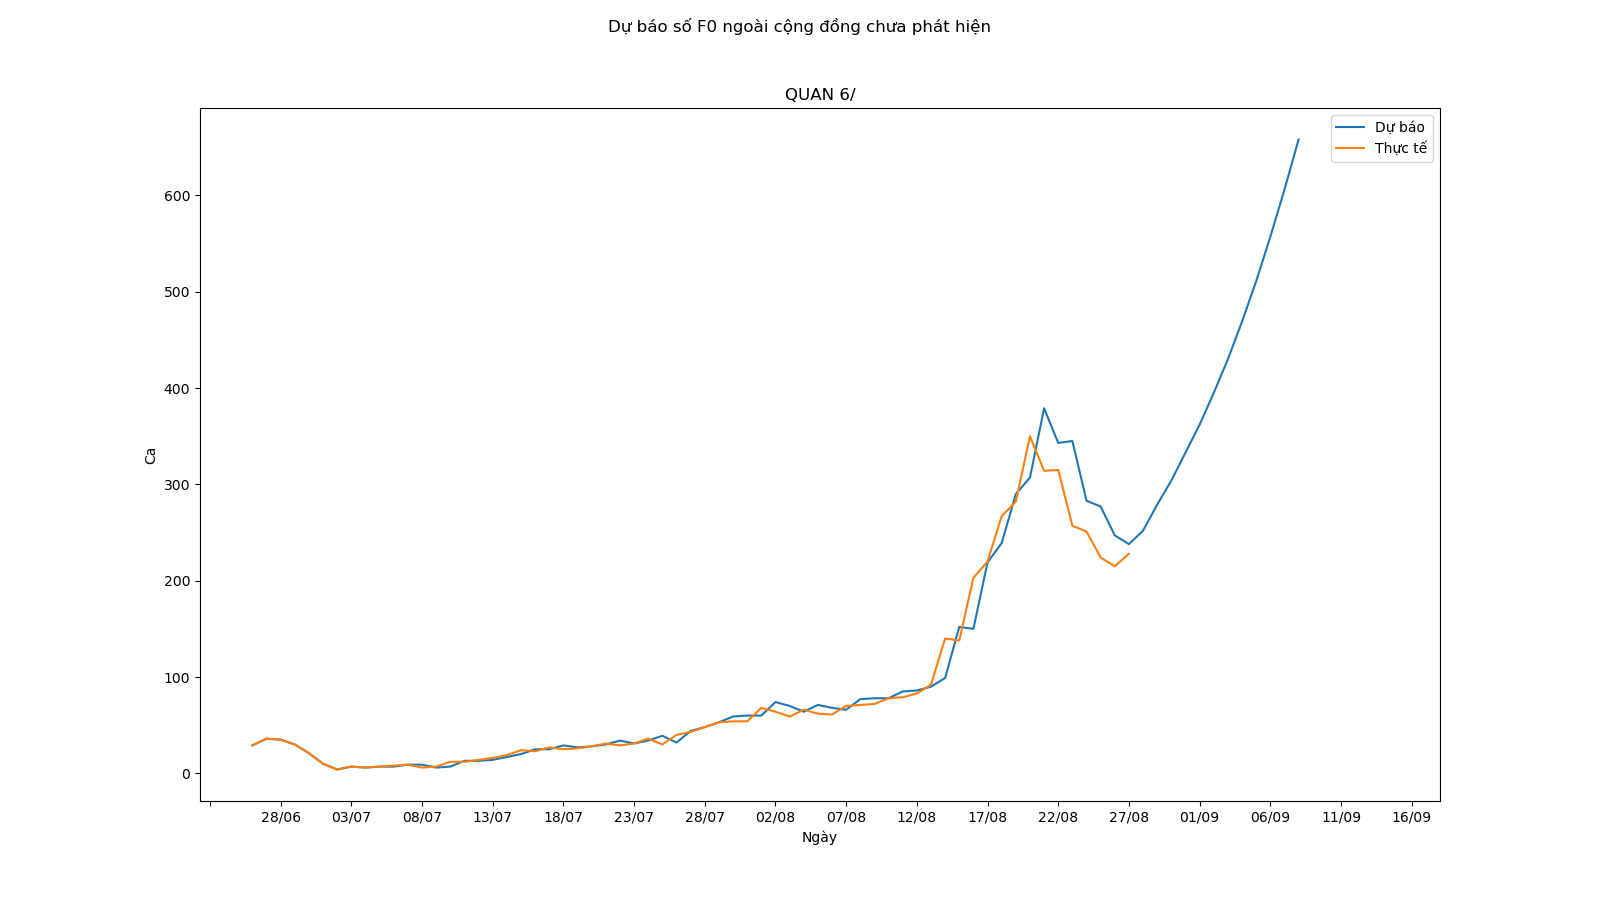 Dự báo số F0 ngoài cộng đồng chưa phát hiện
QUAN 6/
Dự báo
Thực tế
600
500
400
300
200
100
0
Ca
28/06 03/07 08/07 13/07 18/07 23/07 28/07 02/08 07/08 12/08 17/08 22/08 27/08 01/09 06/09 11/09 16/09
Ngày